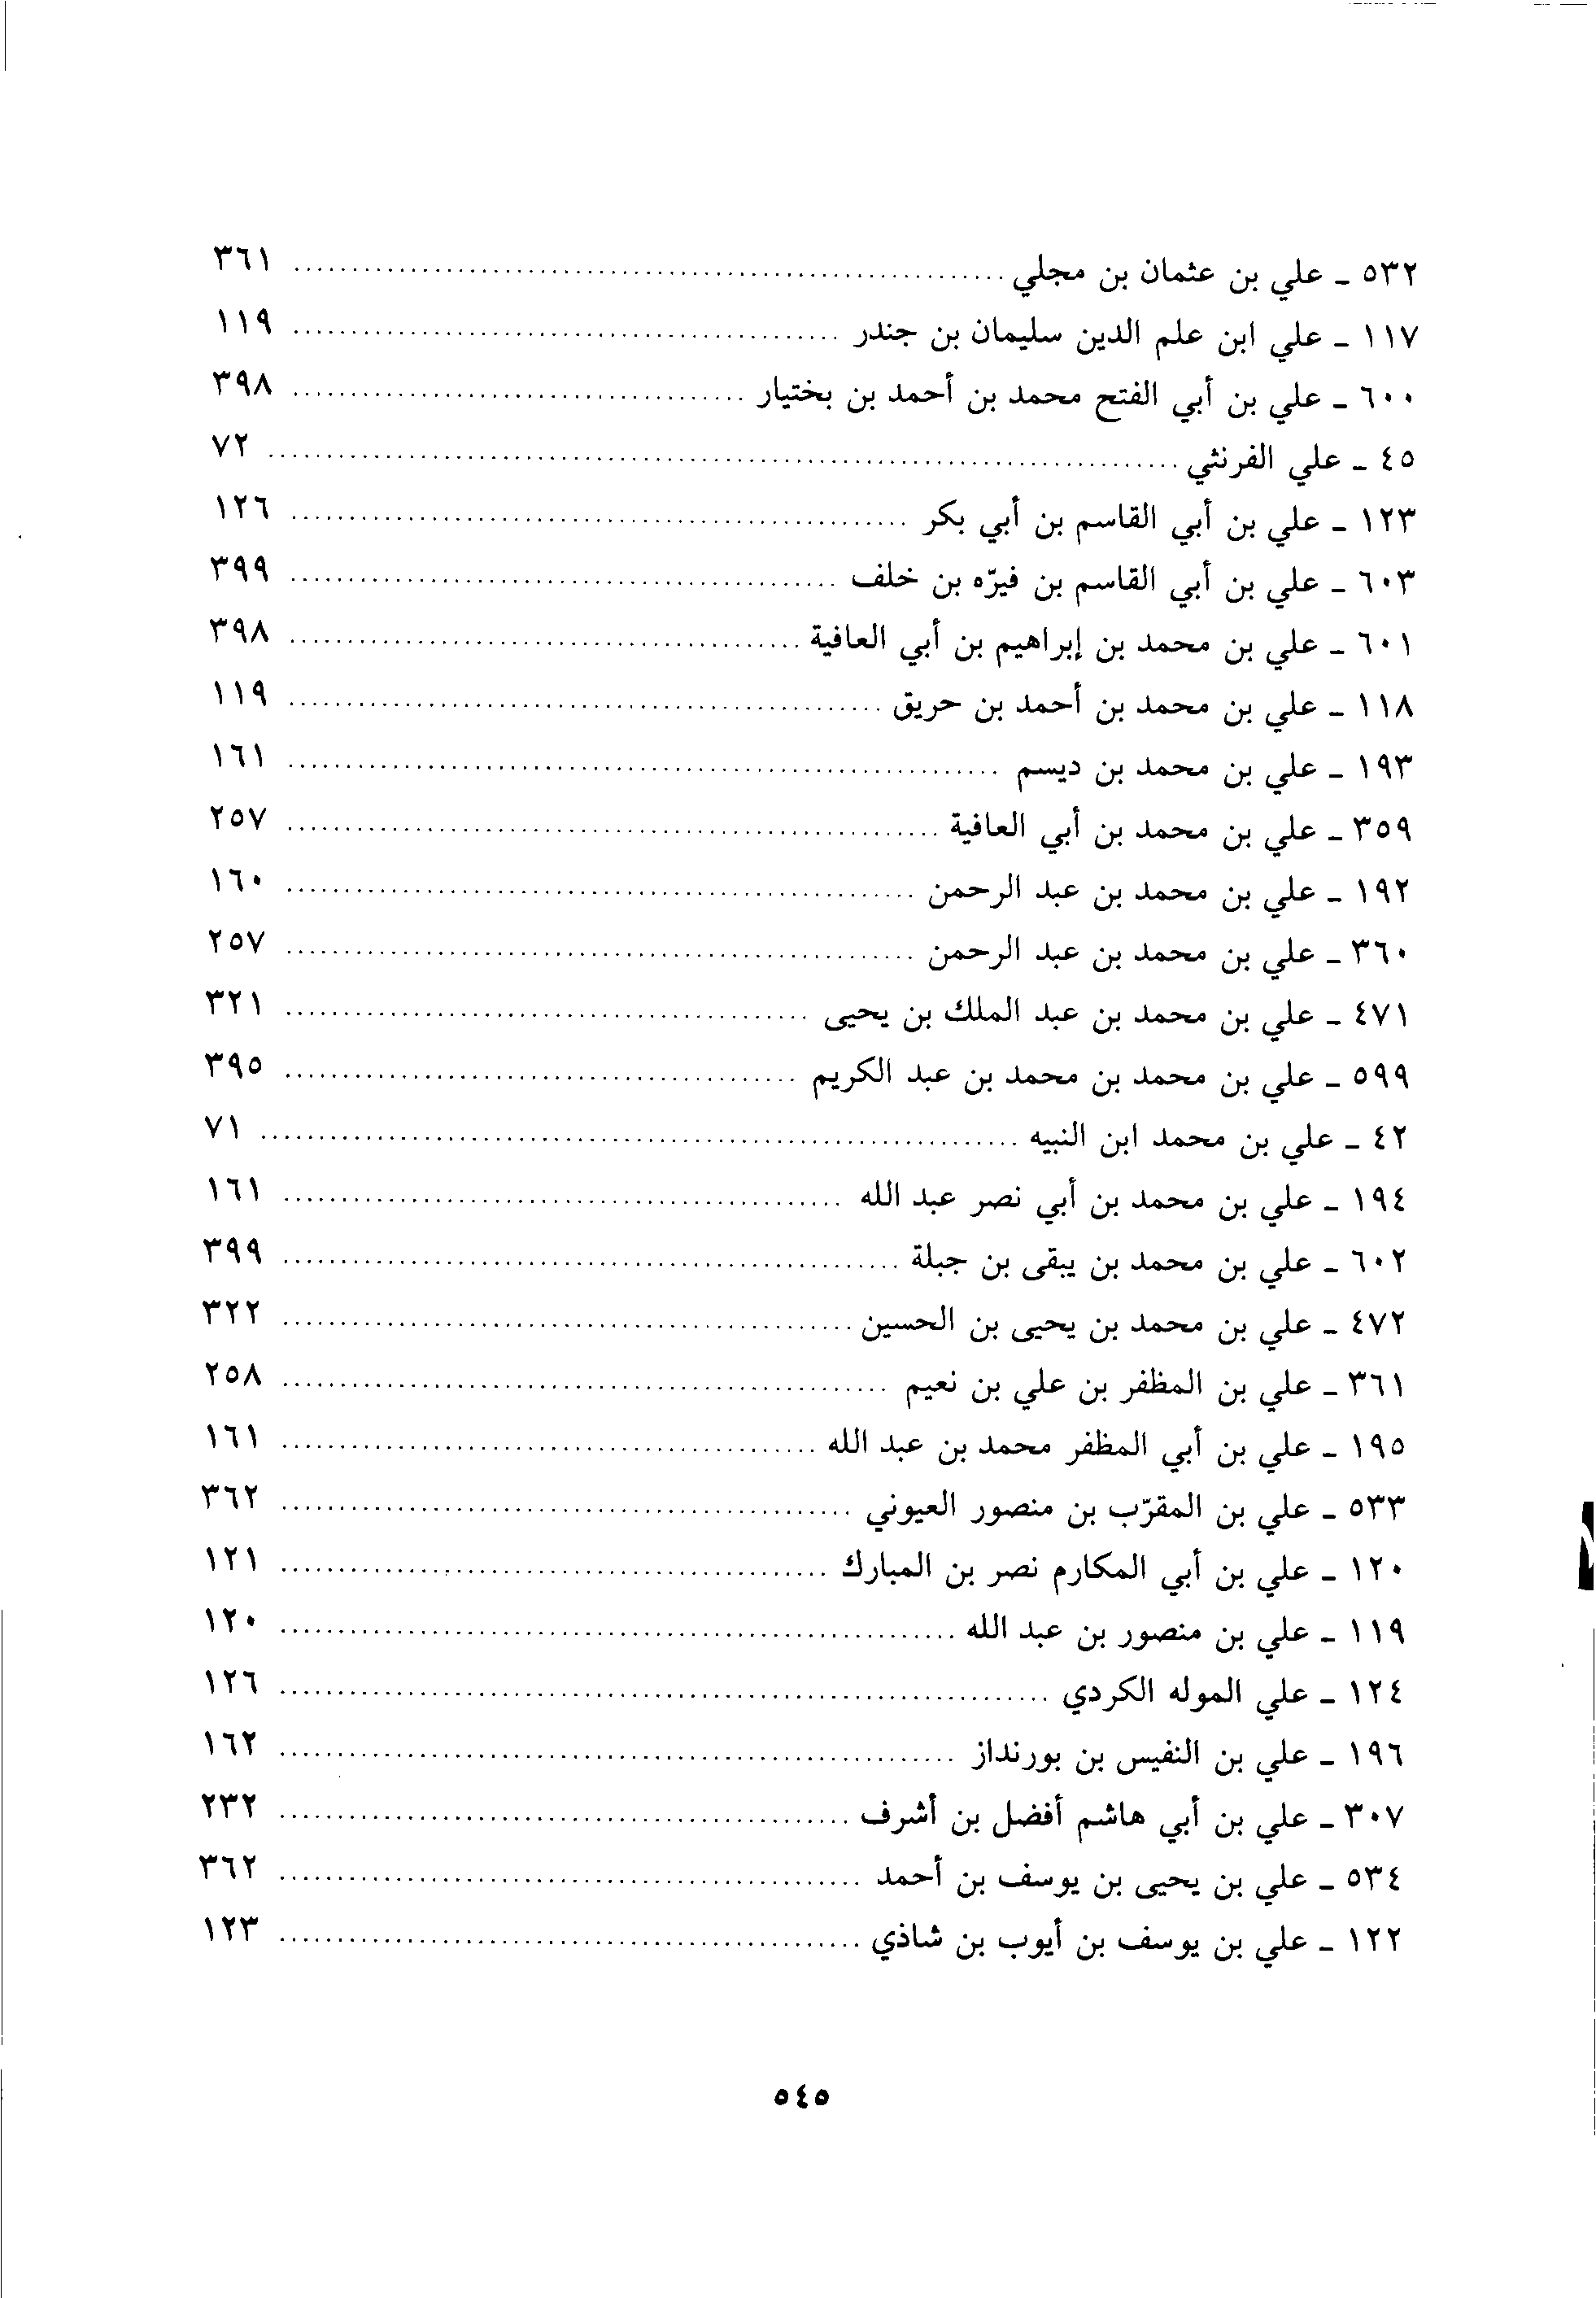 ٥٣٢ ـ علي بن عثمان بن مجلي ........ ٣٦١
١١٧ ـ علي ابن علم الدين سليمان بن جندر ........ ١١٩
٦٠٠ ـ علي بن أبي الفتح محمد بن أحمد بن بختيار ........ ٣٩٨
٤٥ ـ علي الفرنثي ........ ٧٢
١٢٣ ـ علي بن أبي القاسم بن أبي بكر ........ ١٢٦
٦٠٣ ـ علي بن أبي القاسم بن فيرّه بن خلف ........ ٣٩٩
٦٠١ ـ علي بن محمد بن إبراهيم بن أبي العافية ........ ٣٩٨
١١٨ ـ علي بن محمد بن أحمد بن حريق ........ ١١٩
١٩٣ ـ علي بن محمد بن ديسم ........ ١٦١
٣٥٩ ـ علي بن محمد بن أبي العافية ........ ٢٥٧
١٩٢ ـ علي بن محمد بن عبد الرحمن ........ ١٦٠
٣٦٠ ـ علي بن محمد بن عبد الرحمن ........ ٢٥٧
٤٧١ ـ علي بن محمد بن عبد الملك بن يحيى ........ ٣٢١
٥٩٩ ـ علي بن محمد بن محمد بن عبد الكريم ........ ٣٩٥
٤٢ ـ علي بن محمد ابن النبيه ........ ٧١
١٩٤ ـ علي بن محمد بن أبي نصر عبد الله ........ ١٦١
٦٠٢ ـ علي بن محمد بن يبقى بن جبلة ........ ٣٩٩
٤٧٢ ـ علي بن محمد بن يحيى بن الحسين ........ ٣٢٢
٣٦١ ـ علي بن المظفر بن علي بن نعيم ........ ٢٥٨
١٩٥ ـ علي بن أبي المظفر محمد بن عبد الله ........ ١٦١
٥٣٣ ـ علي بن المقرّب بن منصور العيوني ........ ٣٦٢
١٢٠ ـ علي بن أبي المكارم نصر بن المبارك ........ ١٢١
١١٩ ـ علي بن منصور بن عبد الله ........ ١٢٠
١٢٤ ـ علي الموله الكردي ........ ١٢٦
١٩٦ ـ علي بن النفيس بن بورنداز ........ ١٦٢
٣٠٧ ـ علي بن أبي هاشم أفضل بن أشرف ........ ٢٣٢
٥٣٤ ـ علي بن يحيى بن يوسف بن أحمد ........ ٣٦٢
١٢٢ ـ علي بن يوسف بن أيوب بن شاذي ........ ١٢٣
٥٤٥